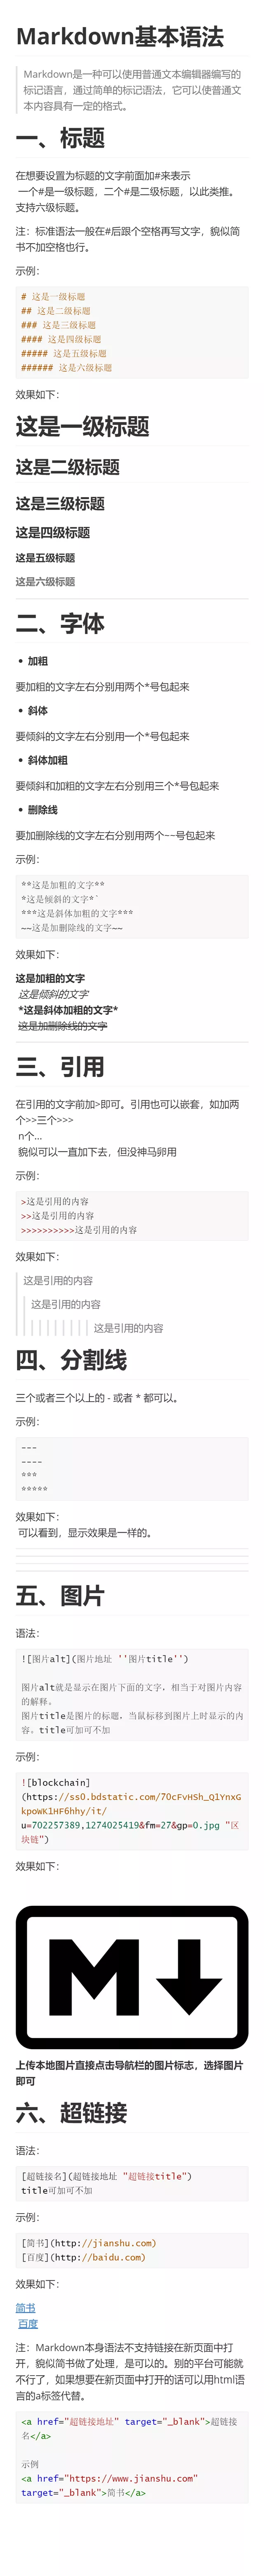 Markdown基本语法
Markdown是一种可以使用普通文本编辑器编写的
标记语言，通过简单的标记语法，它可以使普通文
本内容具有一定的格式。
一、标题
在想要设置为标题的文字前面加#来表示
一个#是一级标题，二个#是二级标题，以此类推。
支持六级标题。
注：标准语法一般在#后跟个空格再写文字，貌似简
书不加空格也行。
示例：
# 这是一级标题
## 这是二级标题
### 这是三级标题
#### 这是四级标题
##### 这是五级标题
###### 这是六级标题
效果如下：
这是一级标题
这是二级标题
这是三级标题
这是四级标题
这是五级标题
这是六级标题
二、字体
• 加粗
要加粗的文字左右分别用两个*号包起来
• 斜体
要倾斜的文字左右分别用一个*号包起来
• 斜体加粗
要倾斜和加粗的文字左右分别用三个*号包起来
• 删除线
要加删除线的文字左右分别用两个~~号包起来
示例：
**这是加粗的文字**
*这是倾斜的文字*`
***这是斜体加粗的文字***
~~这是加删除线的文字~~
效果如下：
这是加粗的文字
这是倾斜的文字`
*这是斜体加粗的文字*
这是加删除线的文字
三、引用
在引用的文字前加>即可。引用也可以嵌套，如加两
个>>三个>>>
n个...
貌似可以一直加下去，但没神马卵用
示例：
>这是引用的内容
>>这是引用的内容
>>>>>>>>>>这是引用的内容
效果如下：
这是引用的内容
这是引用的内容
这是引用的内容
四、分割线
三个或者三个以上的 - 或者 * 都可以。
示例：
---
----
***
*****
效果如下：
可以看到，显示效果是一样的。
五、图片
语法：
![图片alt](图片地址 ''图片title'')
图片alt就是显示在图片下面的文字，相当于对图片内容
的解释。
图片title是图片的标题，当鼠标移到图片上时显示的内
容。title可加可不加
示例：
![blockchain]
(https://ss0.bdstatic.com/70cFvHSh_Q1YnxG
kpoWK1HF6hhy/it/
u=702257389,1274025419&fm=27&gp=0.jpg "区
块链")
效果如下：
M
上传本地图片直接点击导航栏的图片标志，选择图片
即可
六、超链接
语法：
[超链接名](超链接地址 "超链接title")
title可加可不加
示例：
[简书](http://jianshu.com)
[百度](http://baidu.com)
效果如下：
简书
百度
注：Markdown本身语法不支持链接在新页面中打
开，貌似简书做了处理，是可以的。别的平台可能就
不行了，如果想要在新页面中打开的话可以用html语
言的a标签代替。
<a href="超链接地址" target="_blank">超链接
名</a>
示例
<a href="https://www.jianshu.com"
target="_blank">简书</a>